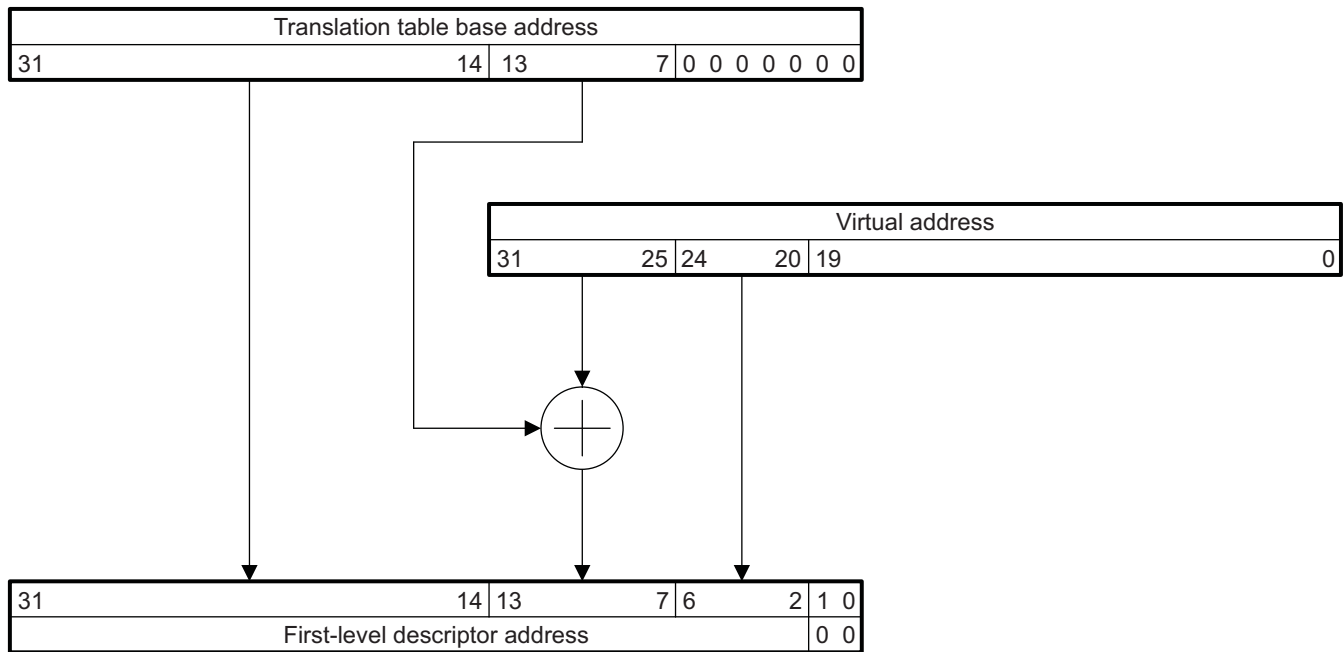 Translation table base address
31 14 13 7 0 0 0 0 0 0 0
Virtual address
31 25 24 20 19 0
31 14 13 7 6 2 1 0
First-level descriptor address 0 0